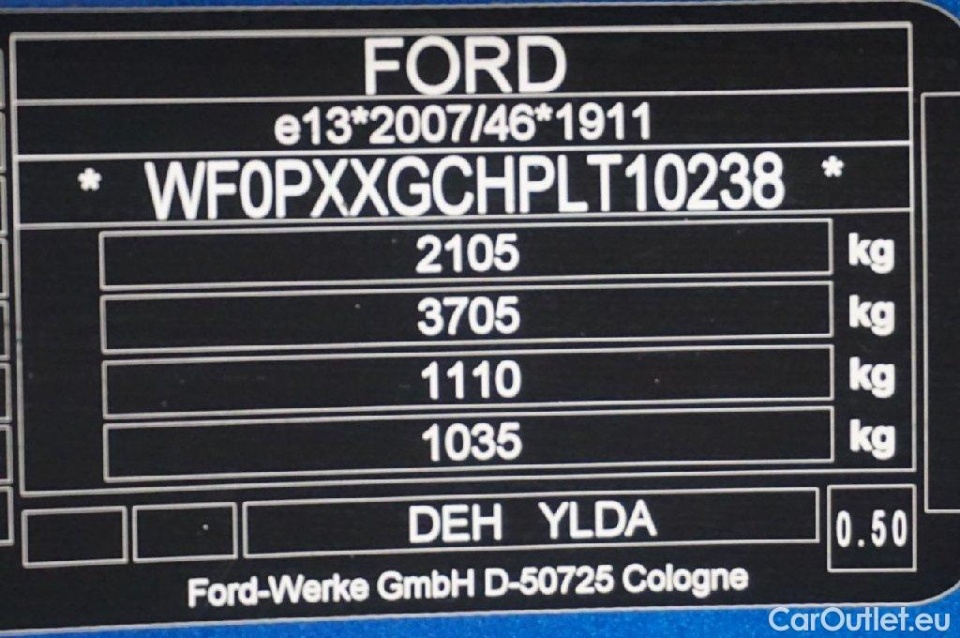 FORD
e13*2007/46*1911
* WF0PXXGCHPLT10238 *
2105 kg
3705 kg
1110 kg
1035 kg
DEH YLDA 0.50
Ford-Werke GmbH D-50725 Cologne
CarOutlet.eu